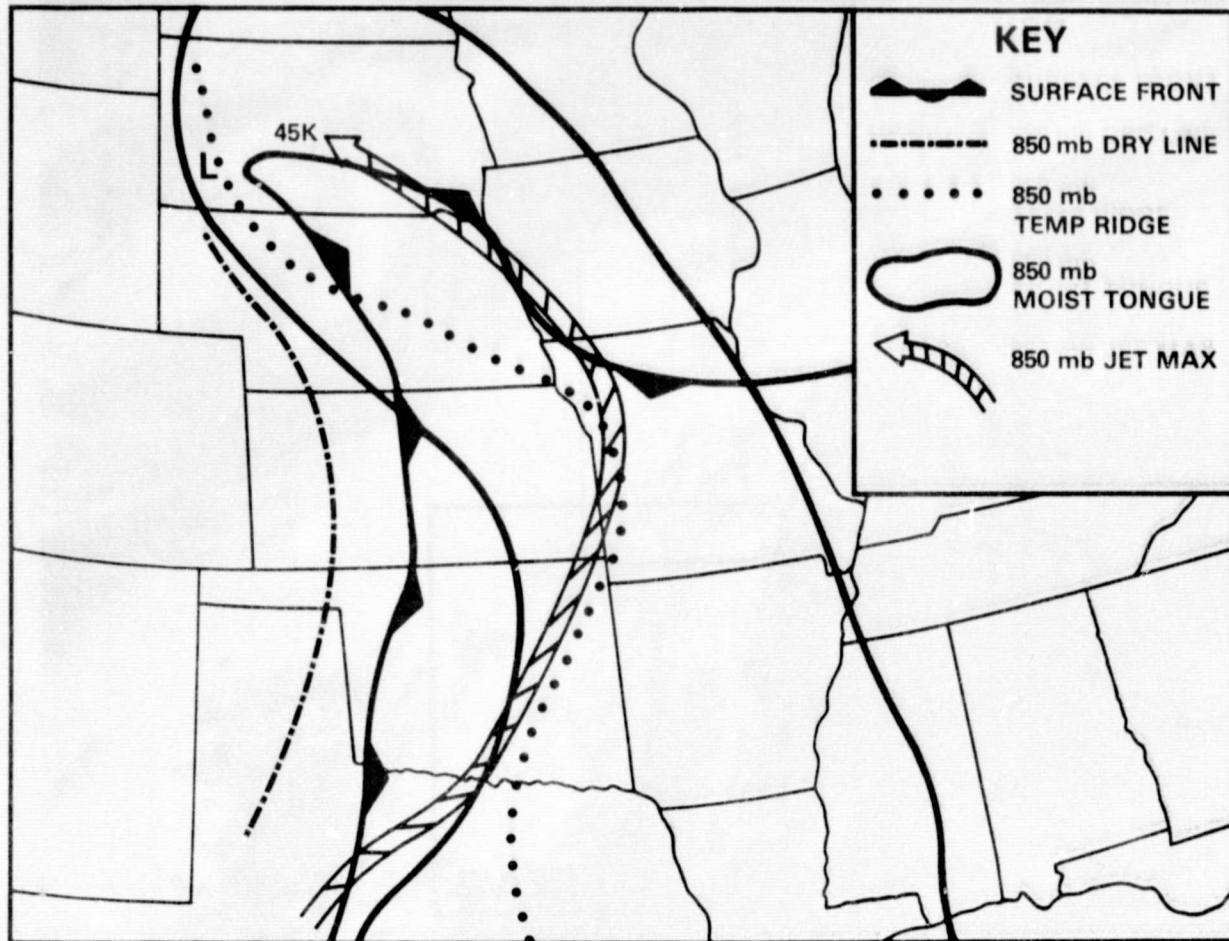 KEY
SURFACE FRONT
850 mb DRY LINE
850 mb
TEMP RIDGE
850 mb
MOIST TONGUE
850 mb JET MAX
45K
L